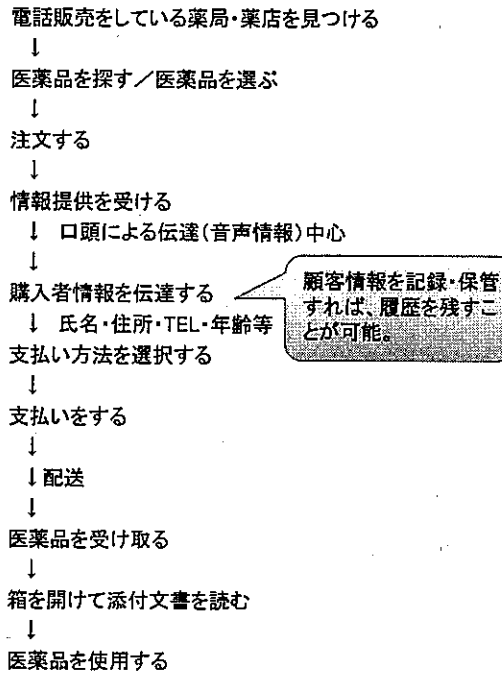 電話販売をしている薬局・薬店を見つける
↓
医薬品を探す／医薬品を選ぶ
↓
注文する
↓
情報提供を受ける
↓ 口頭による伝達(音声情報)中心
↓
購入者情報を伝達する
↓ 氏名・住所・TEL・年齢等
顧客情報を記録・保管
すれば、履歴を残すこ
とが可能。
支払い方法を選択する
↓
支払いをする
↓
↓配送
↓
医薬品を受け取る
↓
箱を開けて添付文書を読む
↓
医薬品を使用する